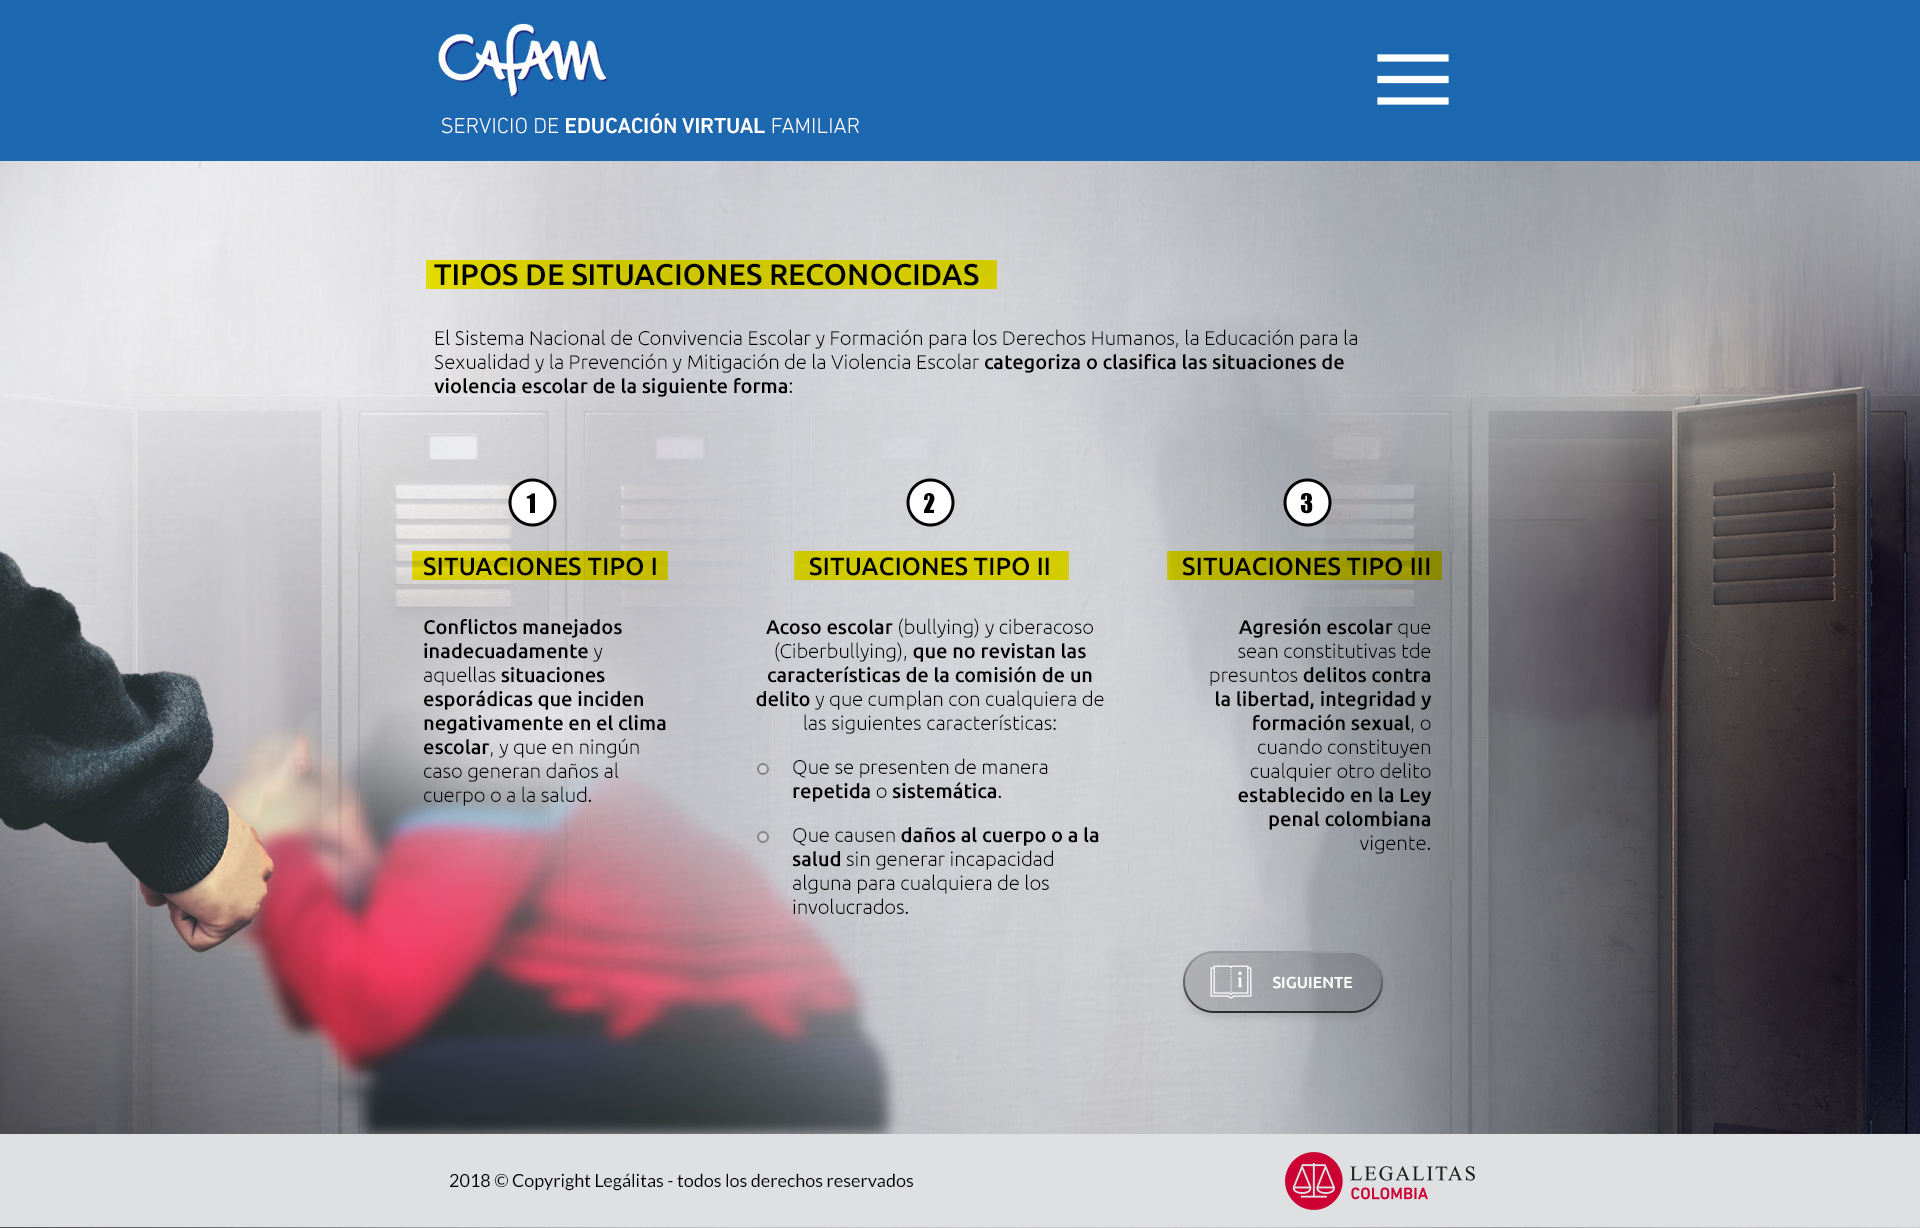 Cafam
SERVICIO DE EDUCACIÓN VIRTUAL FAMILIAR
TIPOS DE SITUACIONES RECONOCIDAS
El Sistema Nacional de Convivencia Escolar y Formación para los Derechos Humanos, la Educación para la
Sexualidad y la Prevención y Mitigación de la Violencia Escolar categoriza o clasifica las situaciones de
violencia escolar de la siguiente forma:
1
SITUACIONES TIPO I
Conflictos manejados
inadecuadamente y
aquellas situaciones
esporádicas que inciden
negativamente en el clima
escolar, y que en ningún
caso generan daños al
cuerpo o a la salud.
2
SITUACIONES TIPO II
Acoso escolar (bullying) y ciberacoso
(Ciberbullying), que no revistan las
características de la comisión de un
delito y que cumplan con cualquiera de
las siguientes características:
Que se presenten de manera
repetida o sistemática.
Que causen daños al cuerpo o a la
salud sin generar incapacidad
alguna para cualquiera de los
involucrados.
3
SITUACIONES TIPO III
Agresión escolar que
sean constitutivas tde
presuntos delitos contra
la libertad, integridad y
formación sexual, o
cuando constituyen
cualquier otro delito
establecido en la Ley
penal colombiana
vigente.
i
SIGUIENTE
2018 © Copyright Legálitas - todos los derechos reservados
LEGALITAS
COLOMBIA